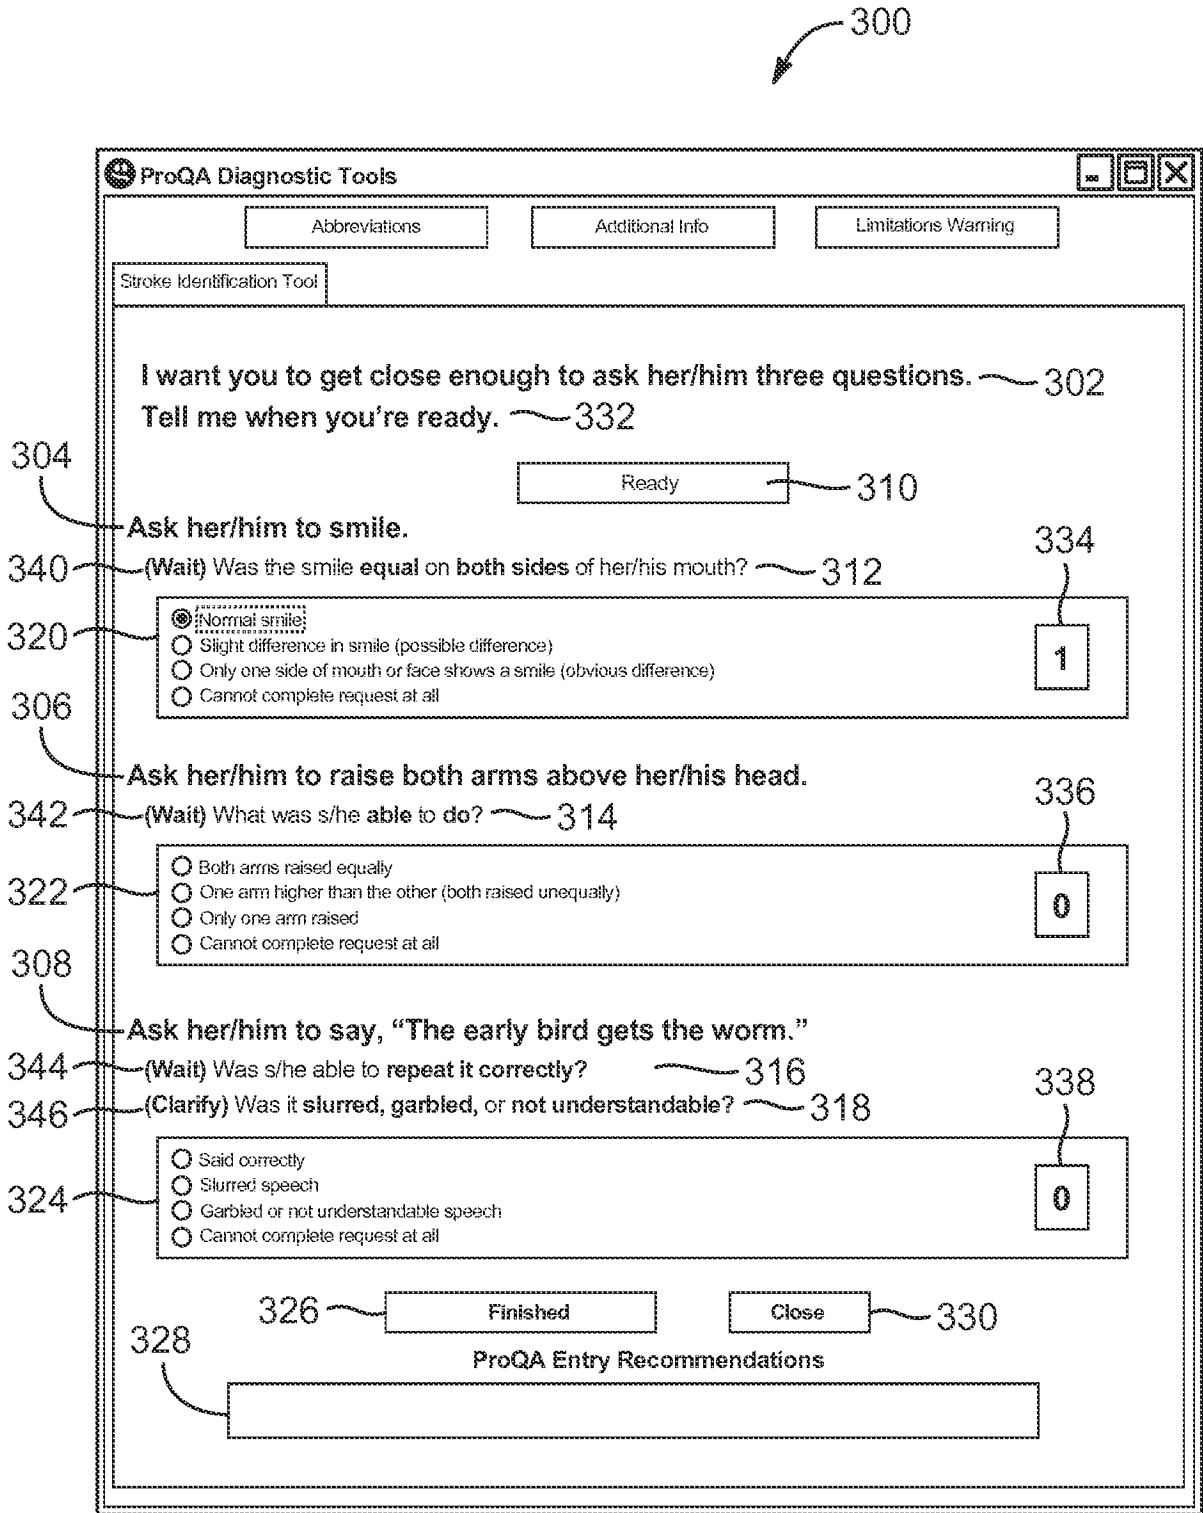 300
ProQA Diagnostic Tools
Abbreviations
Additional Info
Limitations Warning
Stroke Identification Tool
I want you to get close enough to ask her/him three questions. 302
Tell me when you're ready. 332
304
Ready 310
Ask her/him to smile.
334
340 (Wait) Was the smile equal on both sides of her/his mouth? 312
Normal smile
320
Slight difference in smile (possible difference)
1
Only one side of mouth or face shows a smile (obvious difference)
Cannot complete request at all
306
Ask her/him to raise both arms above her/his head.
336
342 (Wait) What was s/he able to do? 314
Both arms raised equally
322
One arm higher than the other (both raised unequally)
0
Only one arm raised
Cannot complete request at all
308
Ask her/him to say, “The early bird gets the worm.”
344 (Wait) Was s/he able to repeat it correctly? 316
338
346 (Clarify) Was it slurred, garbled, or not understandable? 318
Said correctly
324
Slurred speech
0
Garbled or not understandable speech
Cannot complete request at all
326 Finished
Close 330
328
ProQA Entry Recommendations